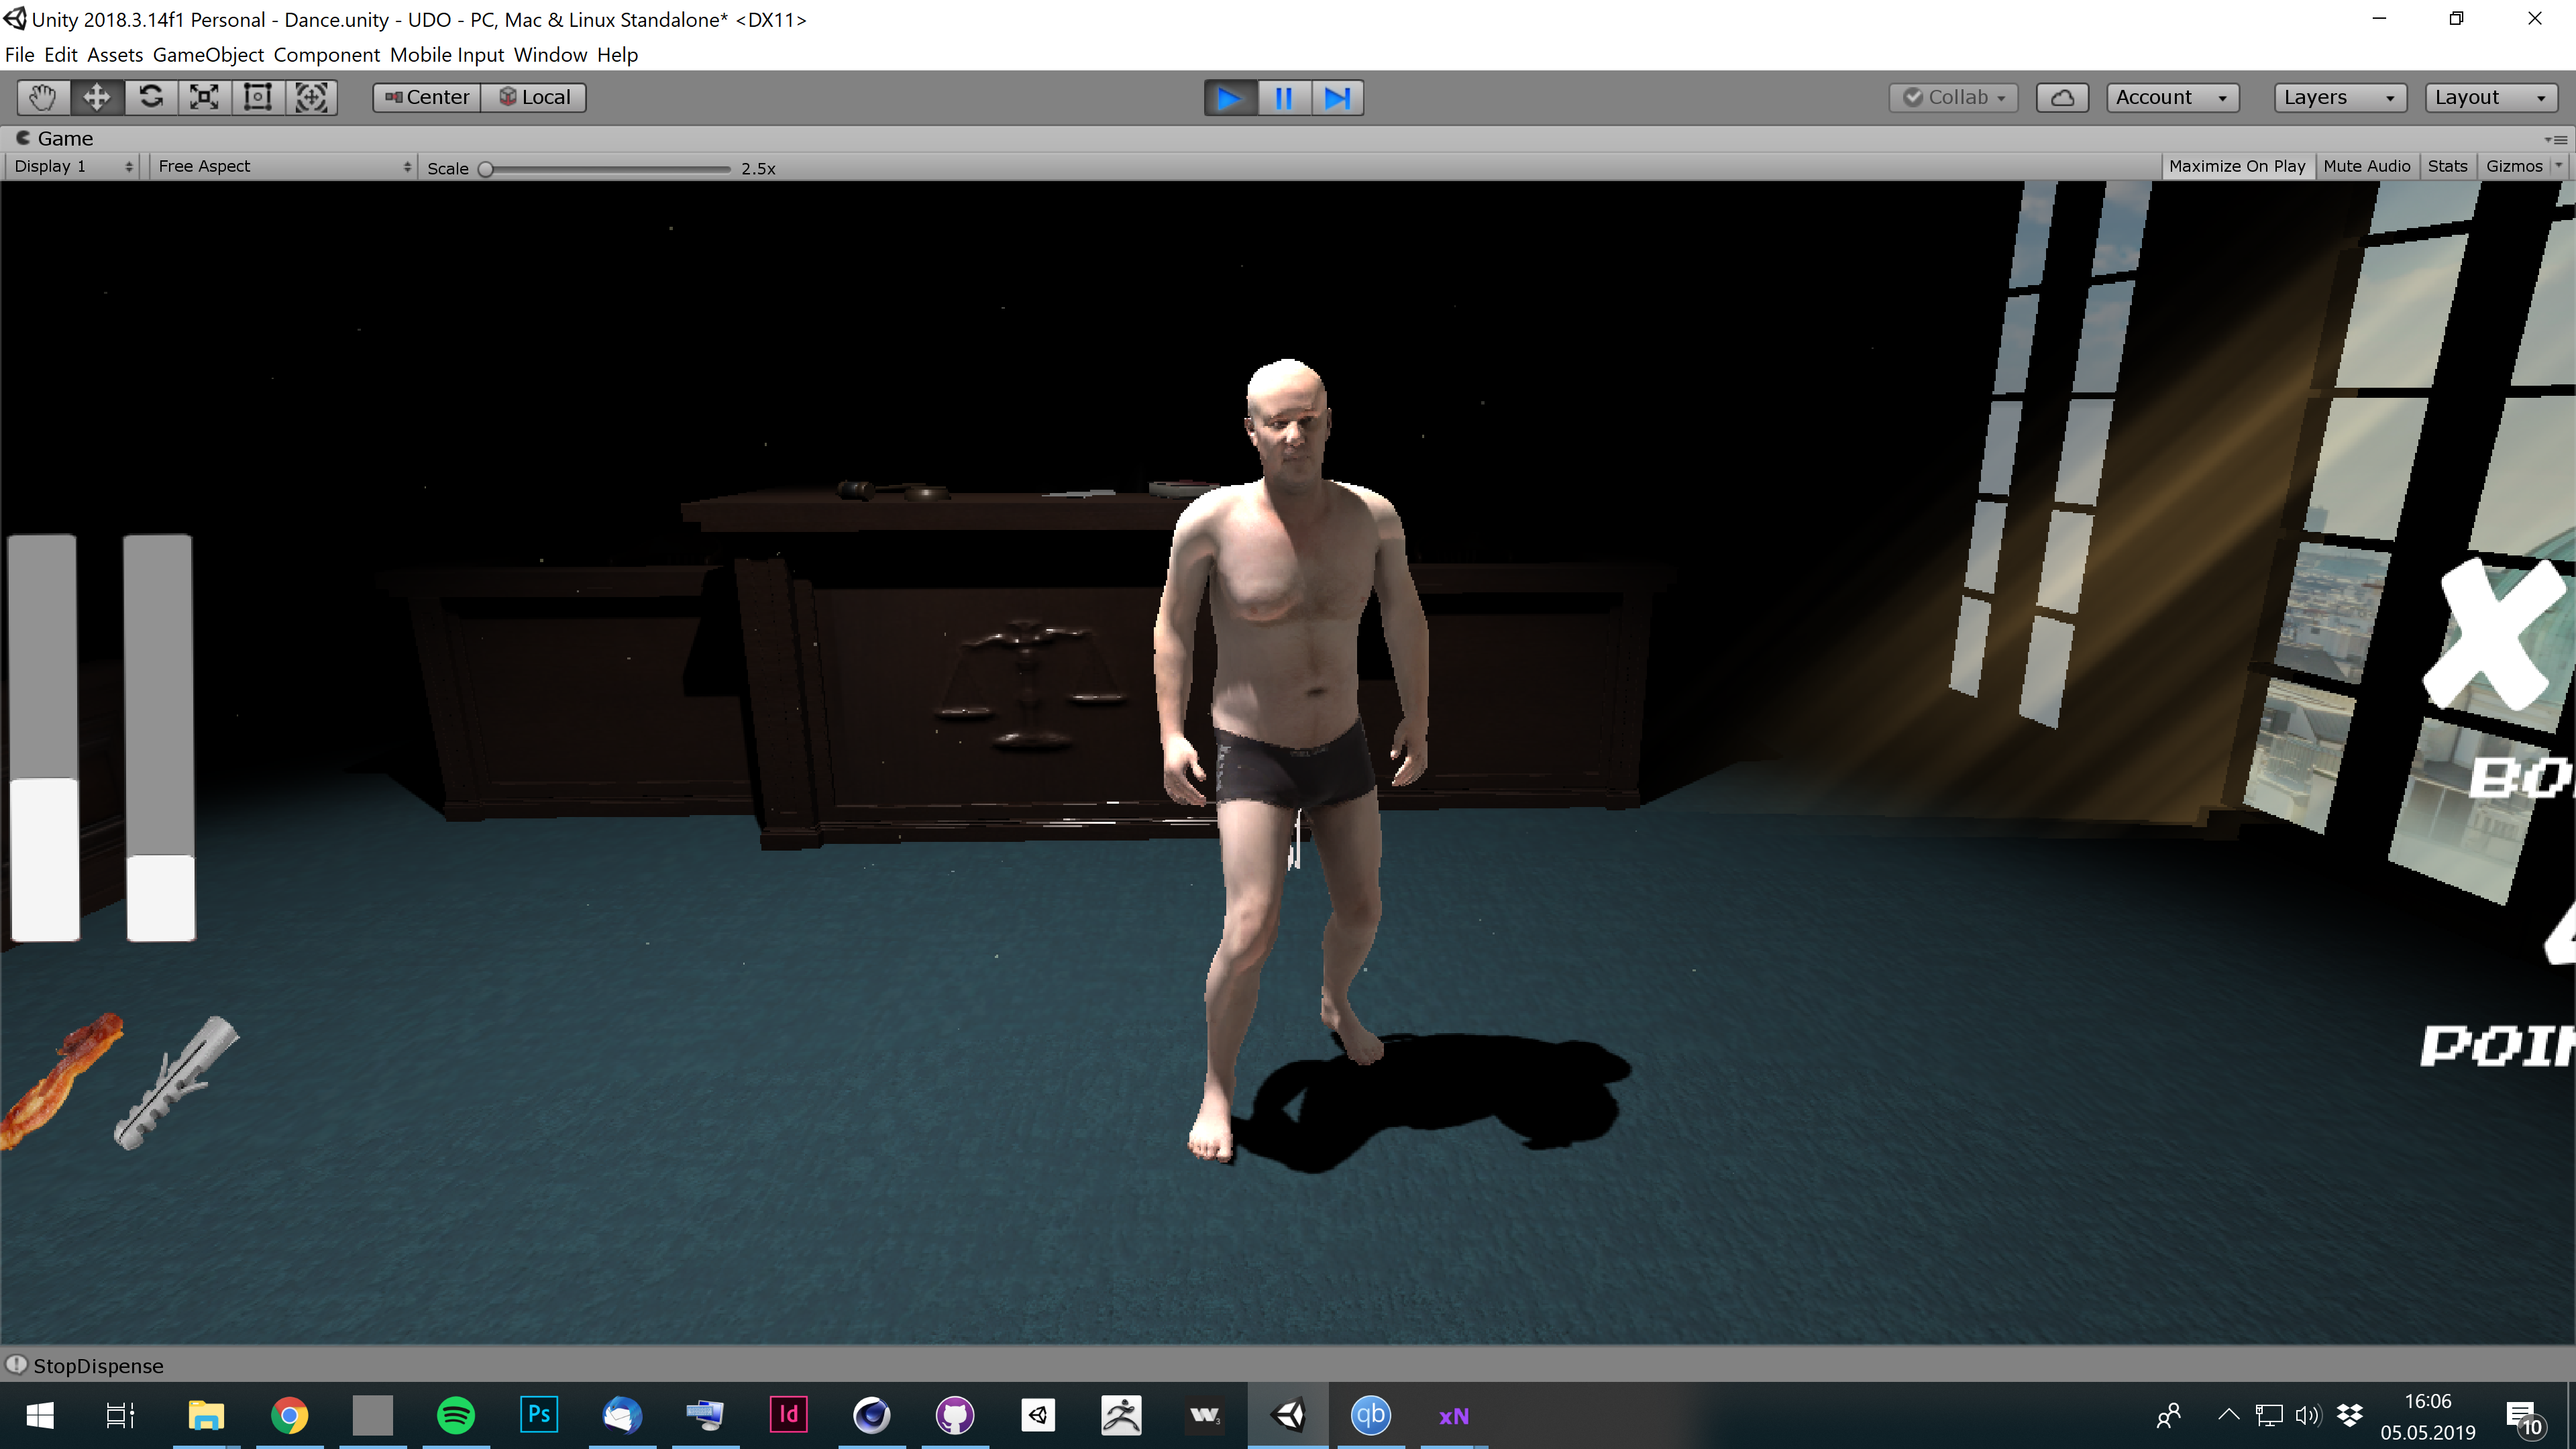 Unity 2018.3.14f1 Personal - Dance.unity - UDO - PC, Mac & Linux Standalone* <DX11>
File Edit Assets GameObject Component Mobile Input Window Help
Center Local Collab Account Layers Layout
Game
Display 1 Free Aspect Scale 2.5x Maximize On Play Mute Audio Stats Gizmos
BO
POI
StopDispense
Ps Id W3 qb xN
16:06
05.05.2019
10